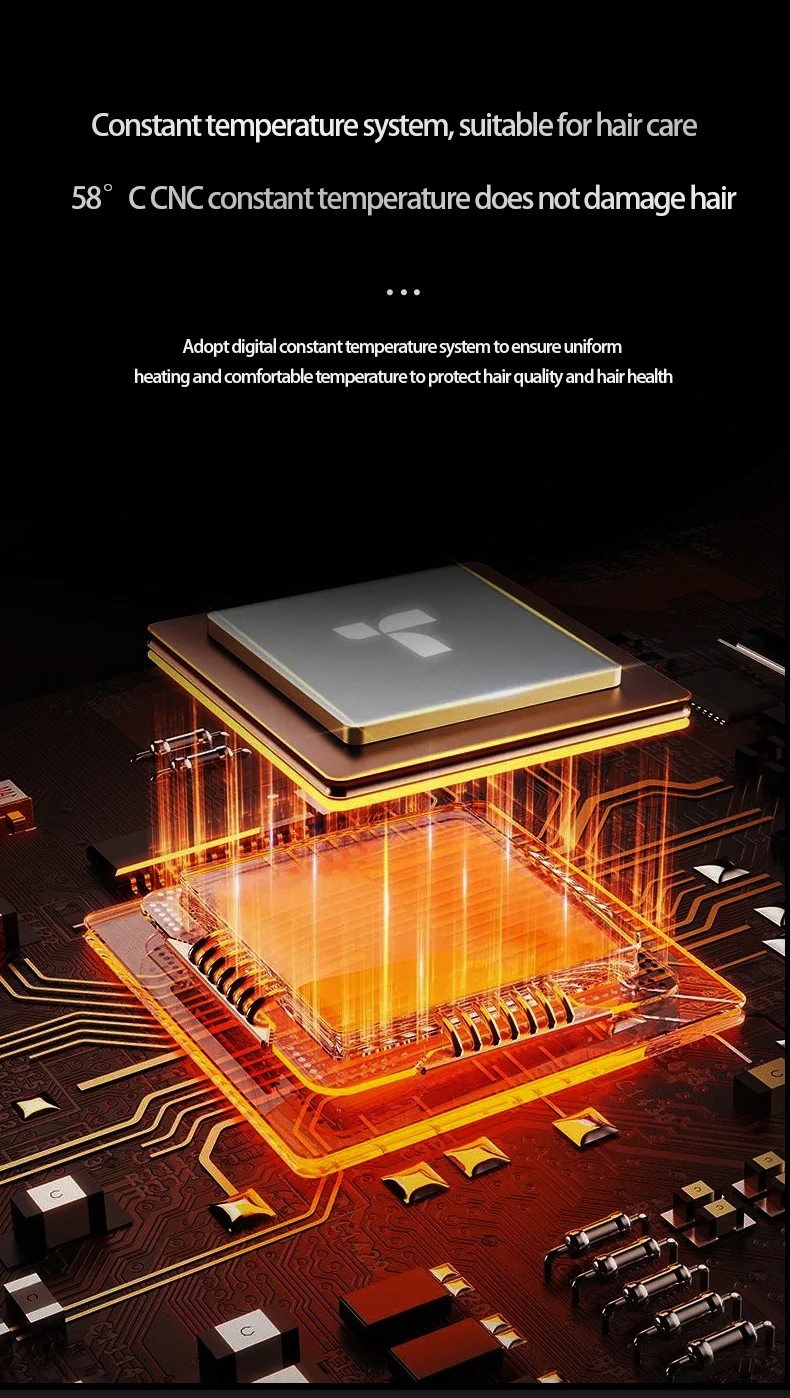 Constant temperature system, suitable for hair care
58°C CNC constant temperature does not damage hair
...
Adopt digital constant temperature system to ensure uniform
heating and comfortable temperature to protect hair quality and hair health
C
C
C